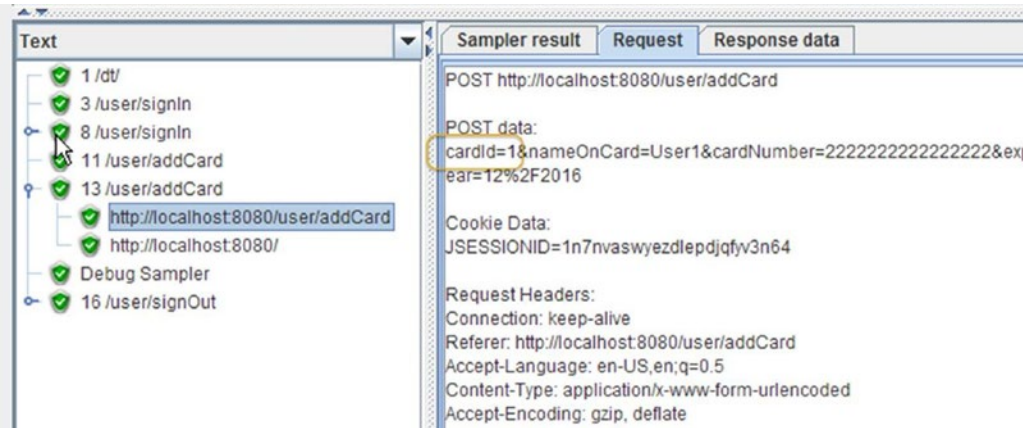 Text
1 /dt/
3 /user/signIn
8 /user/signIn
11 /user/addCard
13 /user/addCard
http://localhost:8080/user/addCard
http://localhost:8080/
Debug Sampler
16 /user/signOut
Sampler result Request Response data
POST http://localhost:8080/user/addCard
POST data:
cardId=1&nameOnCard=User1&cardNumber=2222222222222222&exp
ear=12%2F2016
Cookie Data:
JSESSIONID=1n7nvaswyezdlepdjqfyv3n64
Request Headers:
Connection: keep-alive
Referer: http://localhost:8080/user/addCard
Accept-Language: en-US,en;q=0.5
Content-Type: application/x-www-form-urlencoded
Accept-Encoding: gzip, deflate